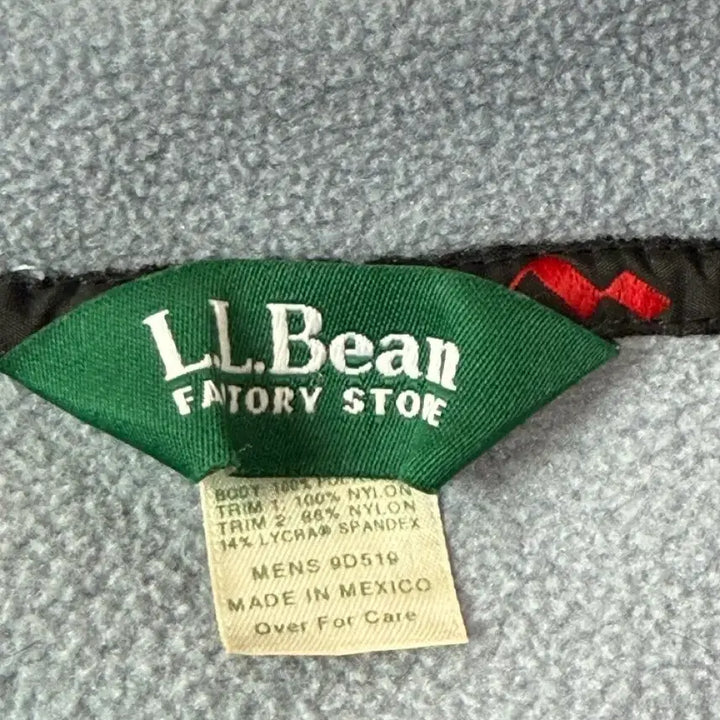 L.L.Bean
FACTORY STORE
BODY 100%
TRIM 1: 100% NYLON
TRIM 2: 86% NYLON
14% LYCRA® SPANDEX
MENS 9D519
MADE IN MEXICO
Over For Care